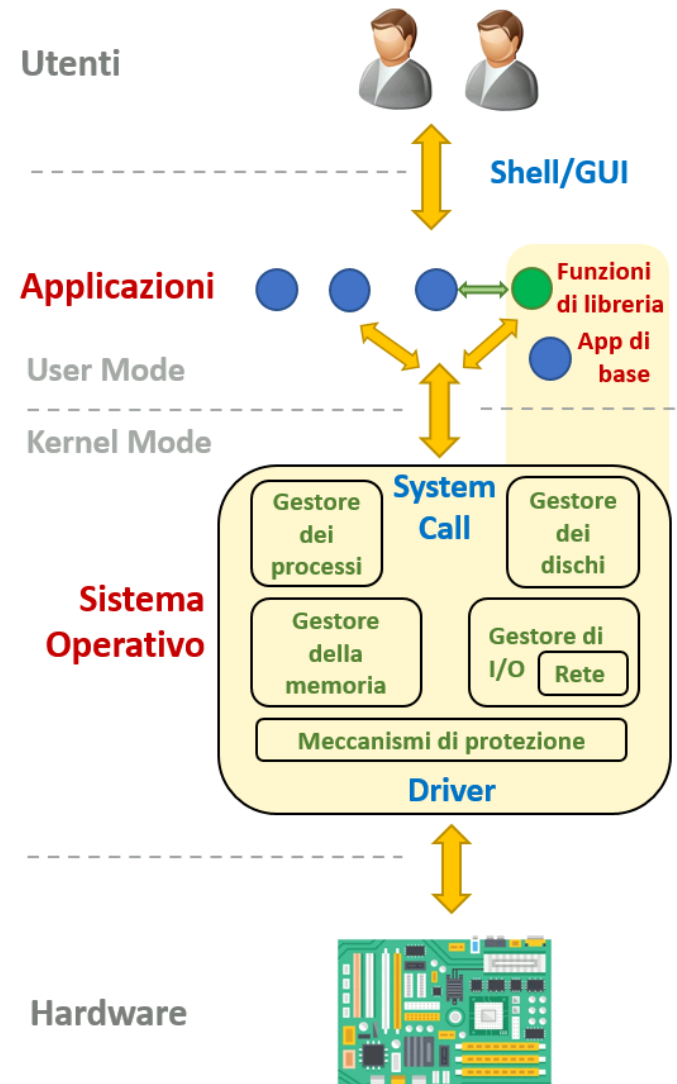 Utenti
Shell/GUI
Applicazioni
Funzioni
di libreria
App di
base
User Mode
Kernel Mode
System
Call
Gestore
dei
processi
Gestore
dei
dischi
Sistema
Operativo
Gestore
della
memoria
Gestore di
I/O
Rete
Meccanismi di protezione
Driver
Hardware